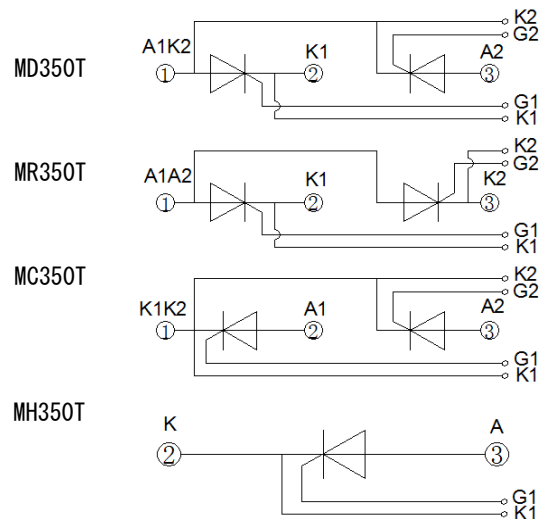 K2
G2
A1K2 K1 A2
MD350T
① ② ③
G1
K1
K2
MR350T G2
A1A2 K1 K2
① ② ③
G1
K1
MC350T K2
G2
K1K2 A1 A2
① ② ③
G1
K1
MH350T
K A
② ③
G1
K1